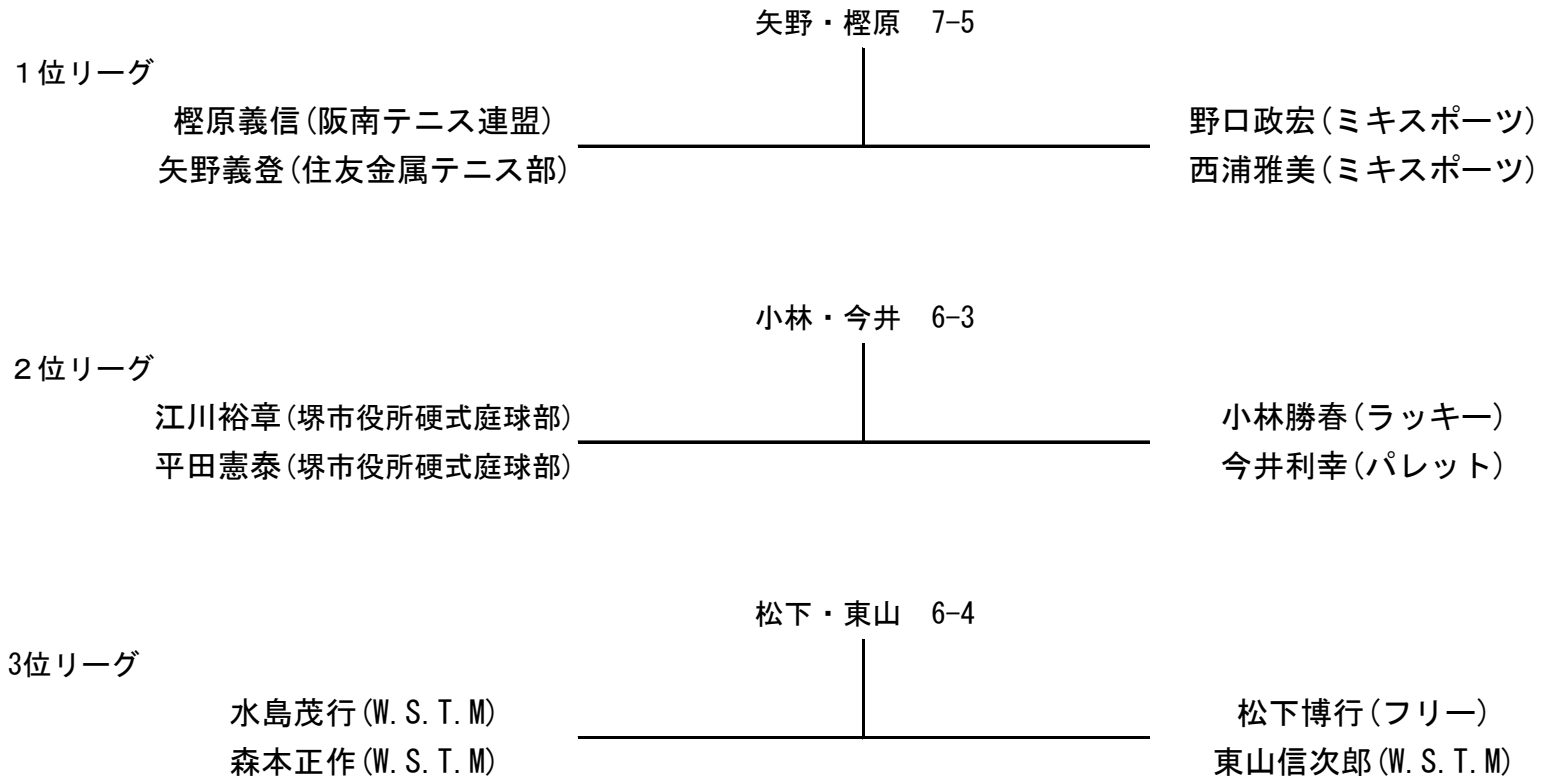 矢野・樫原　7-5
１位リーグ
樫原義信(阪南テニス連盟)
野口政宏(ミキスポーツ)
矢野義登(住友金属テニス部)
西浦雅美(ミキスポーツ)
小林・今井　6-3
２位リーグ
江川裕章(堺市役所硬式庭球部)
小林勝春(ラッキー)
平田憲泰(堺市役所硬式庭球部)
今井利幸(パレット)
松下・東山　6-4
3位リーグ
水島茂行(W.S.T.M)
松下博行(フリー)
森本正作(W.S.T.M)
東山信次郎(W.S.T.M)